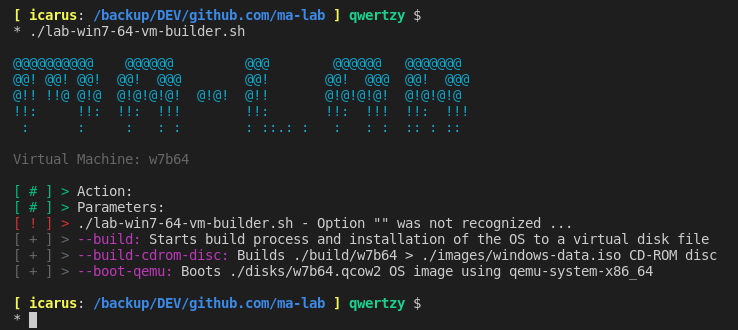 [ icarus: /backup/DEV/github.com/ma-lab ] qwertzy $
* ./lab-win7-64-vm-builder.sh
@@@@@@@@@@    @@@@@@         @@@        @@@@@@   @@@@@@@
@@! @@! @@!  @@!  @@@        @@!       @@!  @@@  @@!  @@@
@!! !!@ @!@  @!@!@!@!  @!@!  @!!       @!@!@!@!  @!@!@!@
!!:     !!:  !!:  !!!        !!:       !!:  !!!  !!:  !!!
 :      :     :   : :        : ::.: :   :   : :  :: : ::
Virtual Machine: w7b64
[ # ] > Action:
[ # ] > Parameters:
[ ! ] > ./lab-win7-64-vm-builder.sh - Option "" was not recognized ...
[ + ] > --build: Starts build process and installation of the OS to a virtual disk file
[ + ] > --build-cdrom-disc: Builds ./build/w7b64 > ./images/windows-data.iso CD-ROM disc
[ + ] > --boot-qemu: Boots ./disks/w7b64.qcow2 OS image using qemu-system-x86_64
[ icarus: /backup/DEV/github.com/ma-lab ] qwertzy $
*